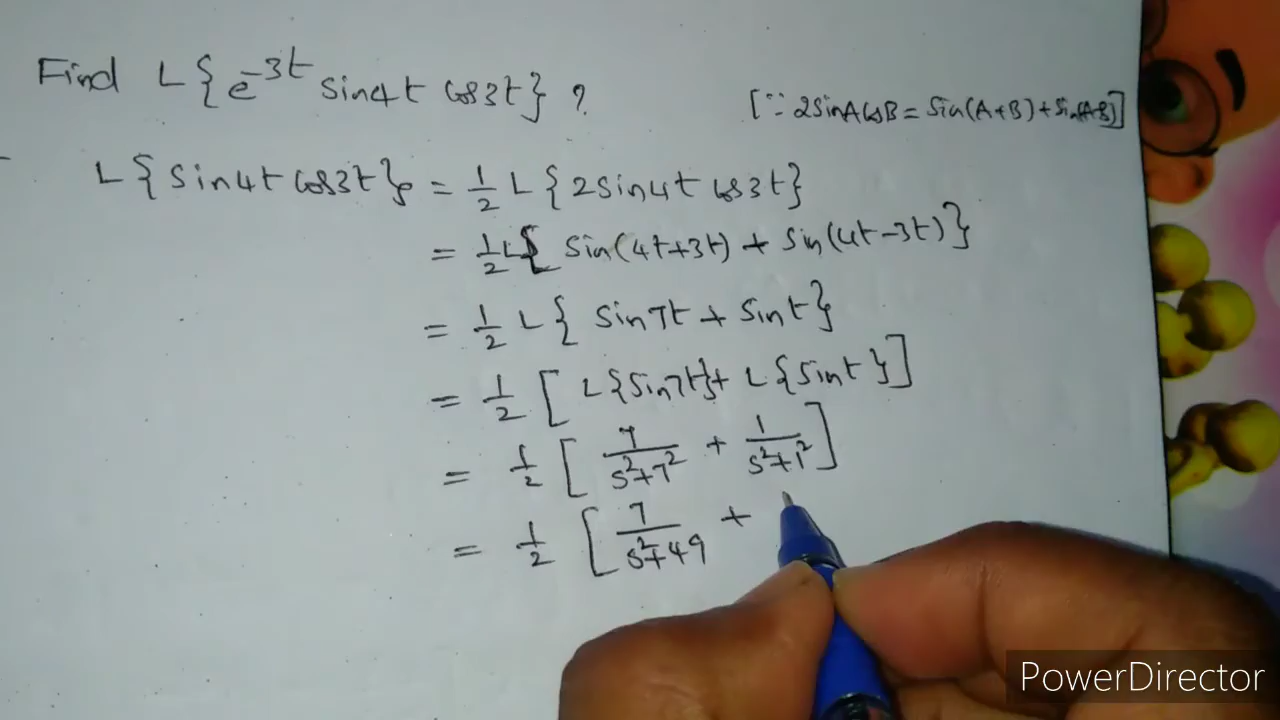 Find L{e^-3t sin4t cos3t} ?
[∵ 2sinAcosB = sin(A+B) + sin(A-B)]
L{sin4t cos3t} = 1/2 L{2sin4t cos3t}
= 1/2 L{sin(4t+3t) + sin(4t-3t)}
= 1/2 L{sin7t + sint}
= 1/2 [L{sin7t} + L{sint}]
= 1/2 [7/s²+7² + 1/s²+1²]
= 1/2 [7/s²+49 +
PowerDirector